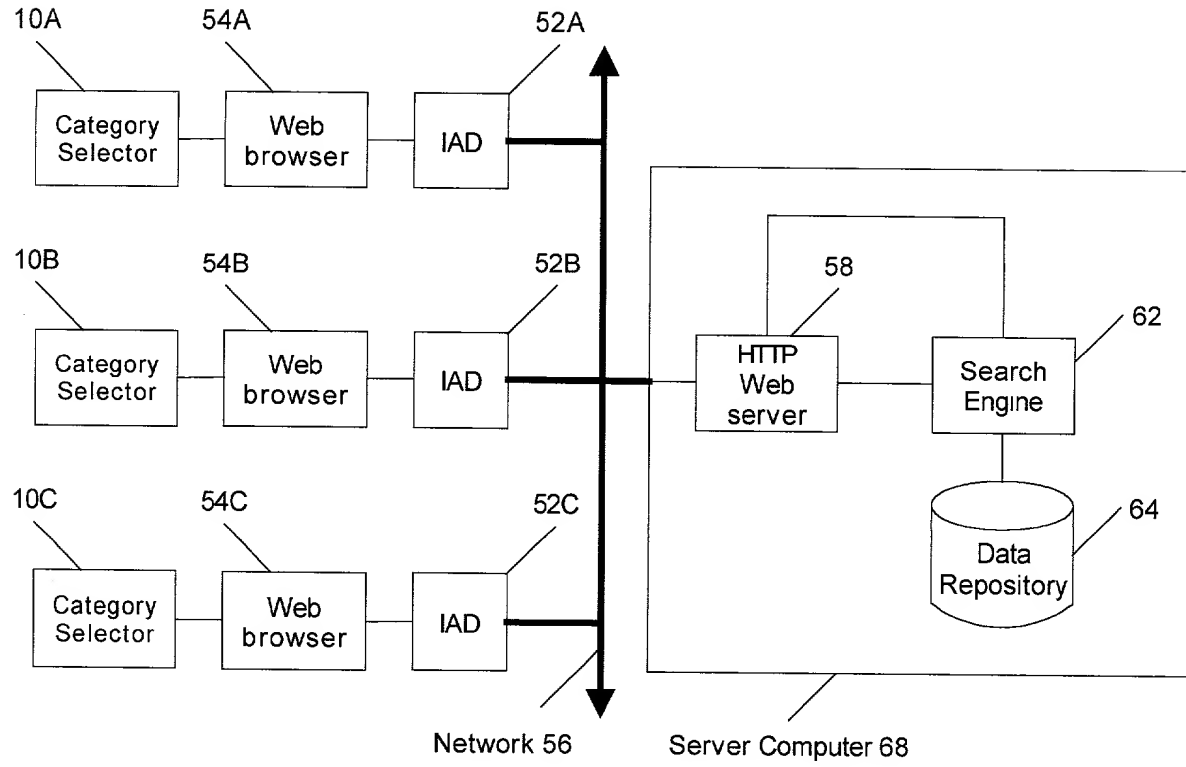 10A
54A
52A
Category
Selector
Web
browser
IAD
10B
54B
52B
58
Category
Selector
Web
browser
IAD
HTTP
Web
server
62
Search
Engine
10C
54C
52C
64
Category
Selector
Web
browser
IAD
Data
Repository
Network 56
Server Computer 68